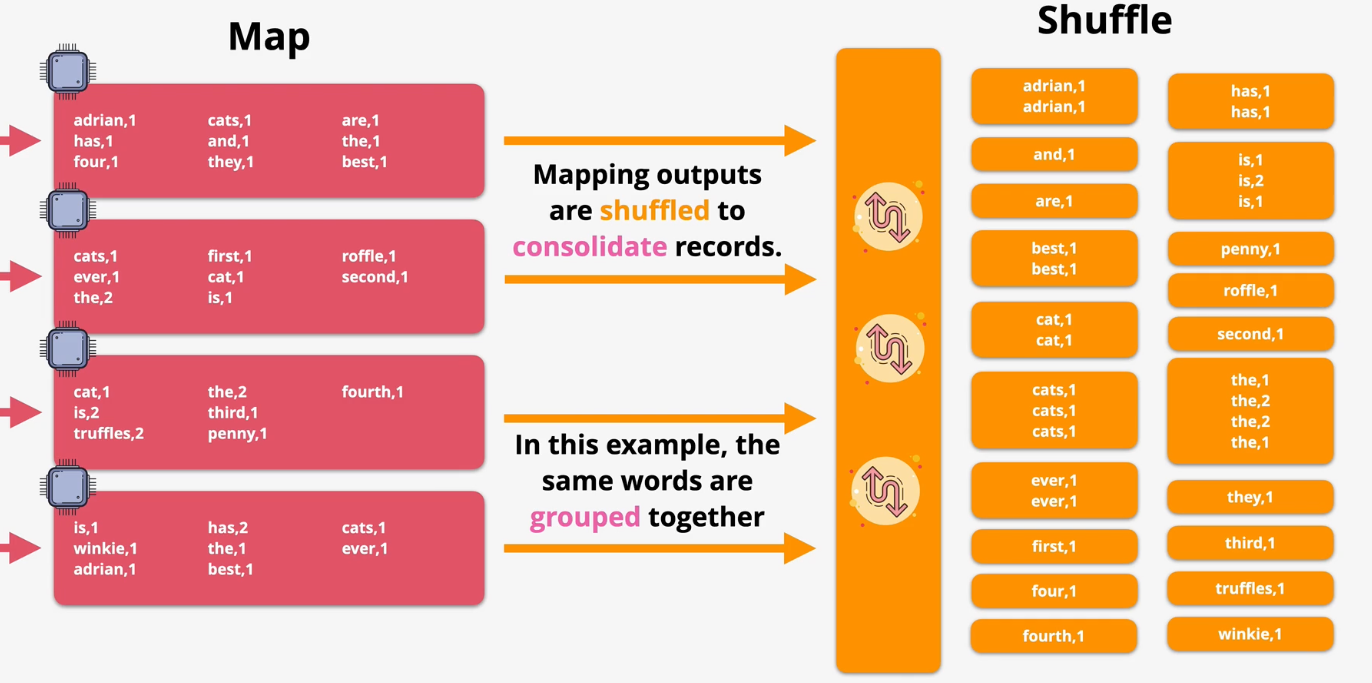 Map
adrian,1 cats,1 are,1
has,1 and,1 the,1
four,1 they,1 best,1
cats,1 first,1 roffle,1
ever,1 cat,1 second,1
the,2 is,1
cat,1 the,2 fourth,1
is,2 third,1
truffles,2 penny,1
is,1 has,2 cats,1
winkie,1 the,1 ever,1
adrian,1 best,1
Mapping outputs
are shuffled to
consolidate records.
In this example, the
same words are
grouped together
Shuffle
adrian,1
adrian,1
and,1
are,1
best,1
best,1
cat,1
cat,1
cats,1
cats,1
cats,1
ever,1
ever,1
first,1
four,1
fourth,1
has,1
has,1
is,1
is,2
is,1
penny,1
roffle,1
second,1
the,1
the,2
the,2
the,1
they,1
third,1
truffles,1
winkie,1